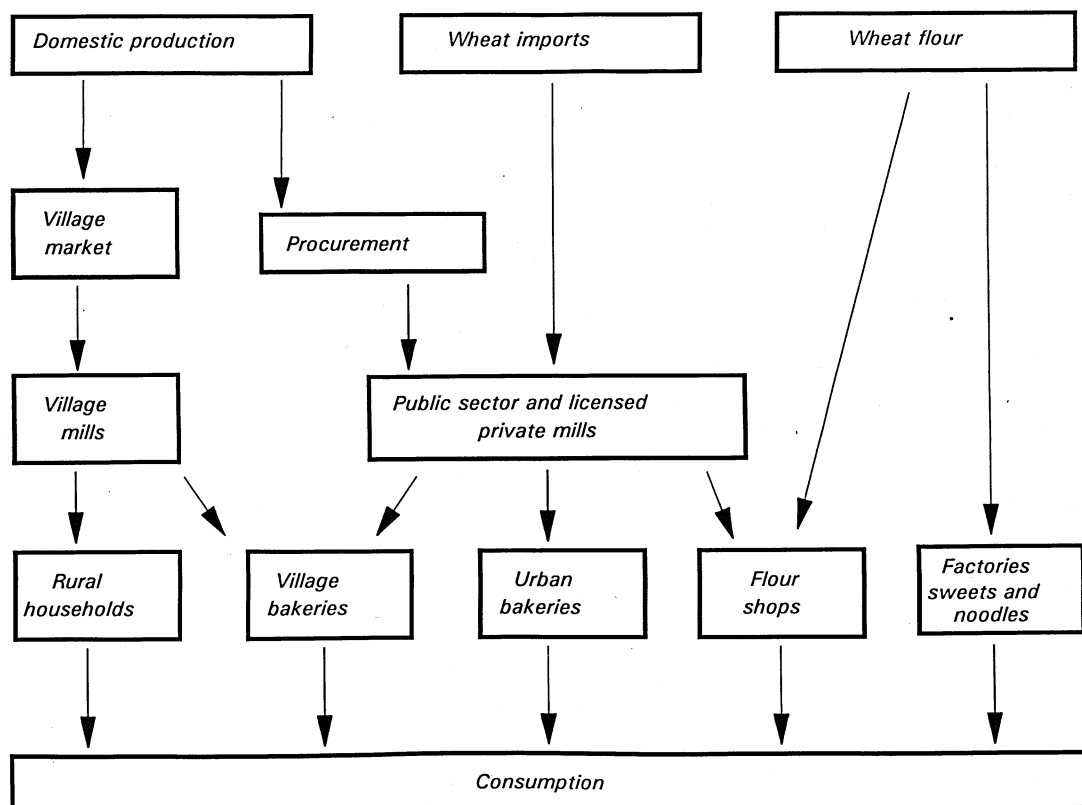 Domestic production
Wheat imports
Wheat flour
Village
market
Procurement
Village
mills
Public sector and licensed
private mills
Rural
households
Village
bakeries
Urban
bakeries
Flour
shops
Factories
sweets and
noodles
Consumption